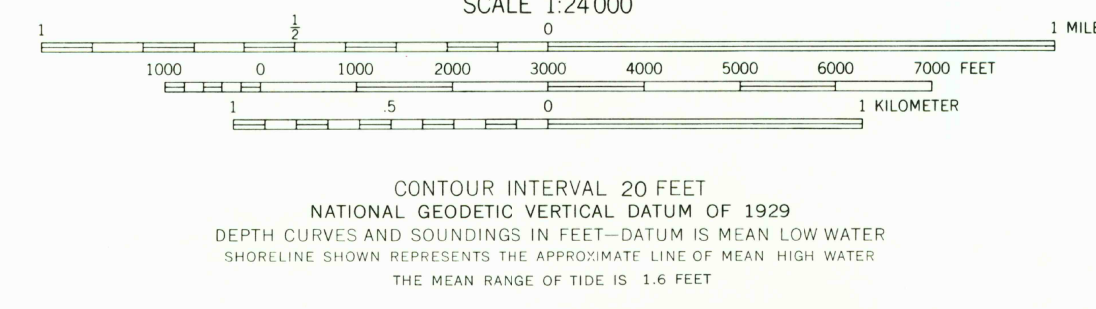 SCALE 1:24 000
1 1/2 0 1 MILE
1000 0 1000 2000 3000 4000 5000 6000 7000 FEET
1 .5 0 1 KILOMETER
CONTOUR INTERVAL 20 FEET
NATIONAL GEODETIC VERTICAL DATUM OF 1929
DEPTH CURVES AND SOUNDINGS IN FEET—DATUM IS MEAN LOW WATER
SHORELINE SHOWN REPRESENTS THE APPROXIMATE LINE OF MEAN HIGH WATER
THE MEAN RANGE OF TIDE IS 1.6 FEET